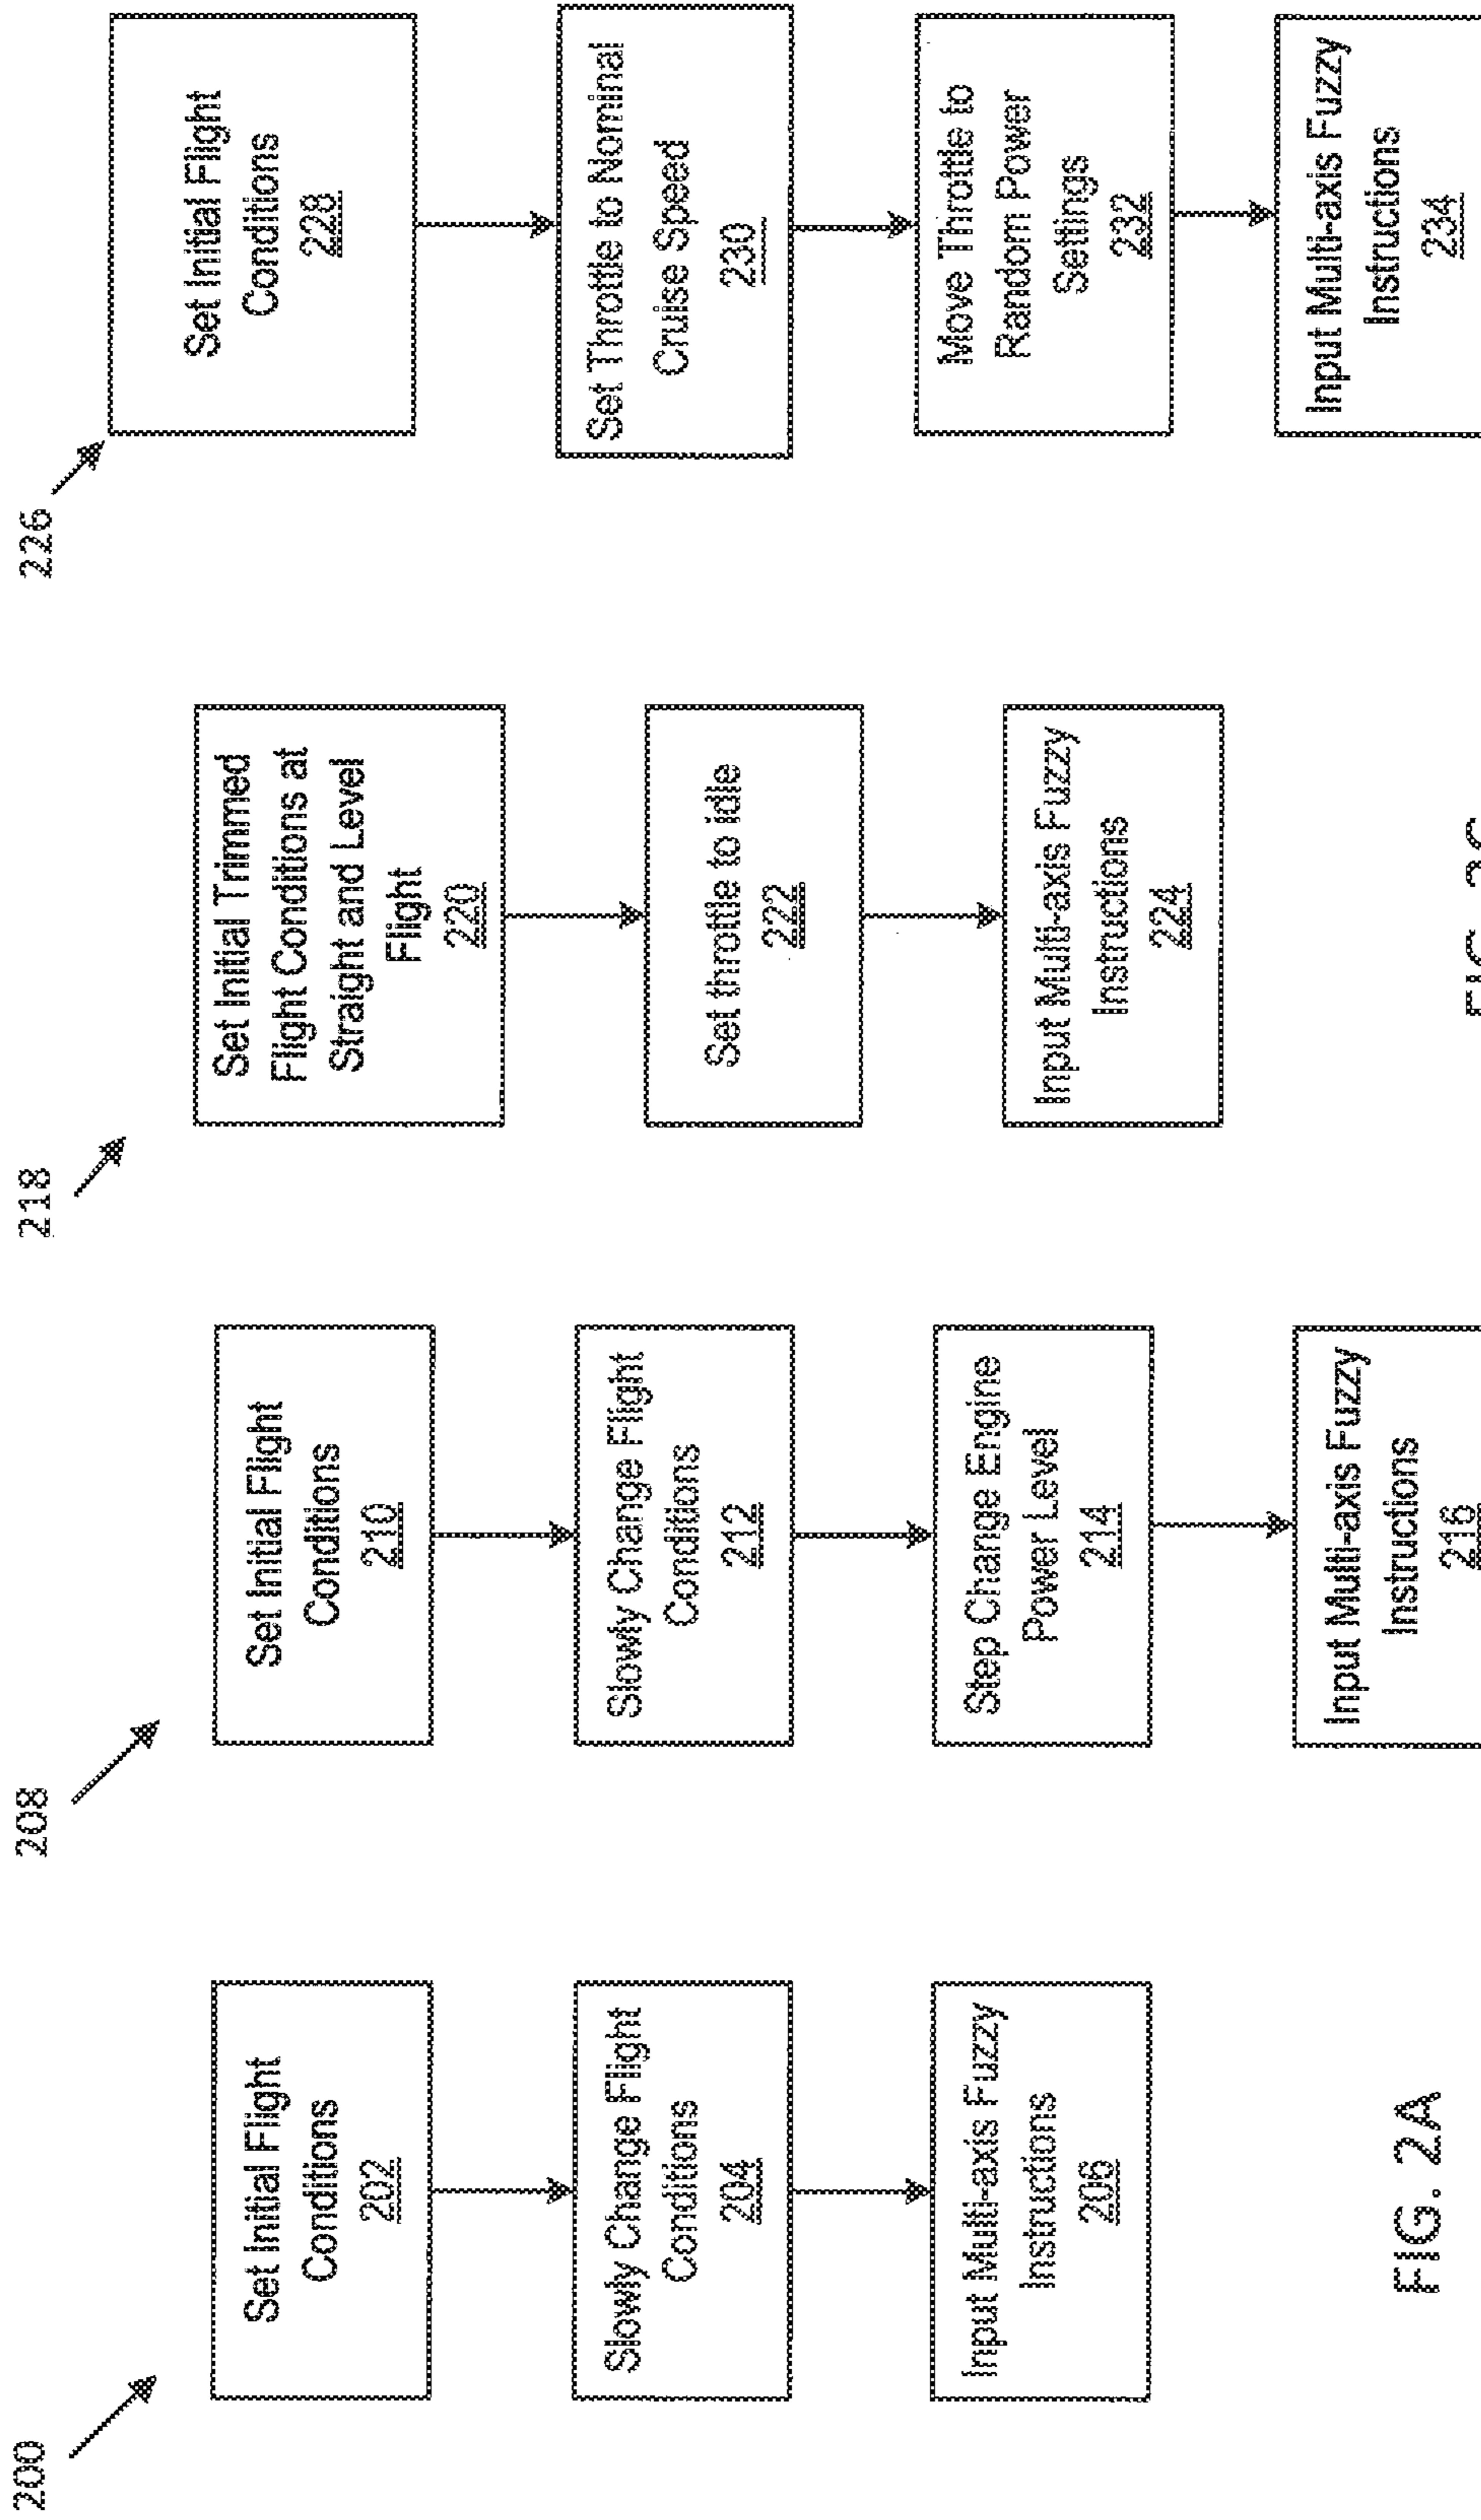 200
Set Initial Flight
Conditions
202
Slowly Change Flight
Conditions
204
Input Multi-axis Fuzzy
Instructions
206
FIG. 2A
208
Set Initial Flight
Conditions
210
Slowly Change Flight
Conditions
212
Step Change Engine
Power Level
214
Input Multi-axis Fuzzy
Instructions
216
218
Set Initial Trimmed
Flight Conditions at
Straight and Level
Flight
220
Set throttle to idle
222
Input Multi-axis Fuzzy
Instructions
224
226
Set Initial Flight
Conditions
228
Set Throttle to Nominal
Cruise Speed
230
Move Throttle to
Random Power
Settings
232
Input Multi-axis Fuzzy
Instructions
234